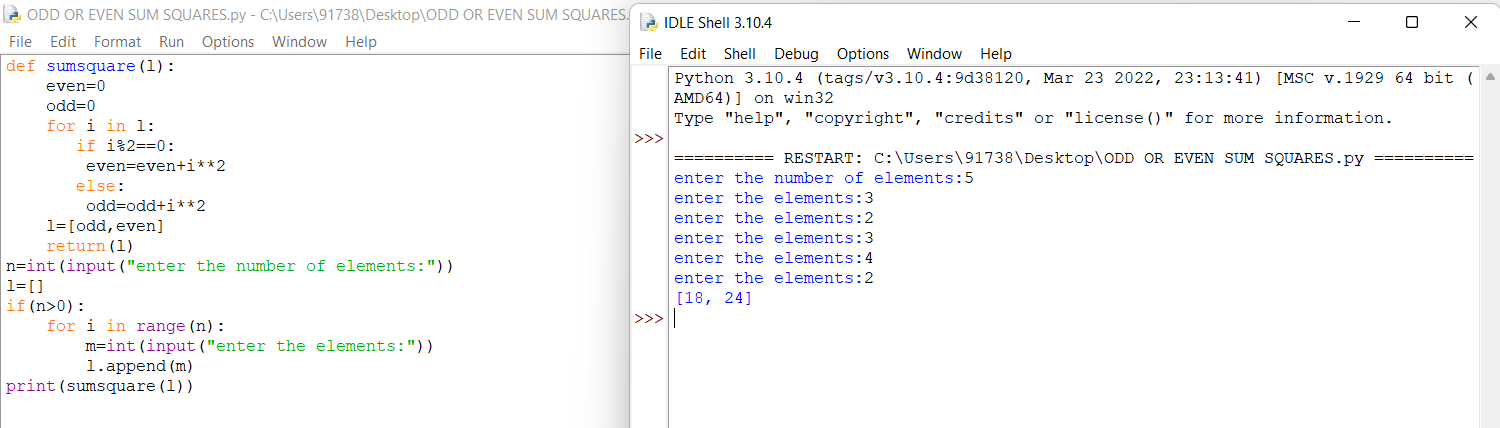 ODD OR EVEN SUM SQUARES.py - C:\Users\91738\Desktop\ODD OR EVEN SUM SQUARES.
File Edit Format Run Options Window Help
def sumsquare(l):
    even=0
    odd=0
    for i in l:
       if i%2==0:
        even=even+i**2
       else:
        odd=odd+i**2
    l=[odd,even]
    return(l)
n=int(input("enter the number of elements:"))
l=[]
if(n>0):
    for i in range(n):
        m=int(input("enter the elements:"))
        l.append(m)
print(sumsquare(l))
IDLE Shell 3.10.4
File Edit Shell Debug Options Window Help
Python 3.10.4 (tags/v3.10.4:9d38120, Mar 23 2022, 23:13:41) [MSC v.1929 64 bit (
AMD64)] on win32
Type "help", "copyright", "credits" or "license()" for more information.
>>>
========== RESTART: C:\Users\91738\Desktop\ODD OR EVEN SUM SQUARES.py ==========
enter the number of elements:5
enter the elements:3
enter the elements:2
enter the elements:3
enter the elements:4
enter the elements:2
[18, 24]
>>>